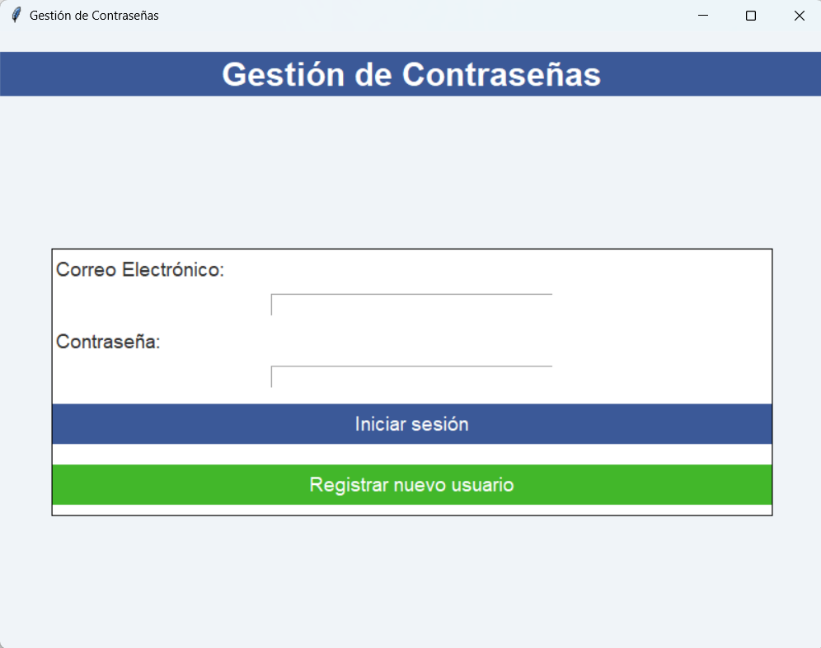 Gestión de Contraseñas
Gestión de Contraseñas
Correo Electrónico:
Contraseña:
Iniciar sesión
Registrar nuevo usuario